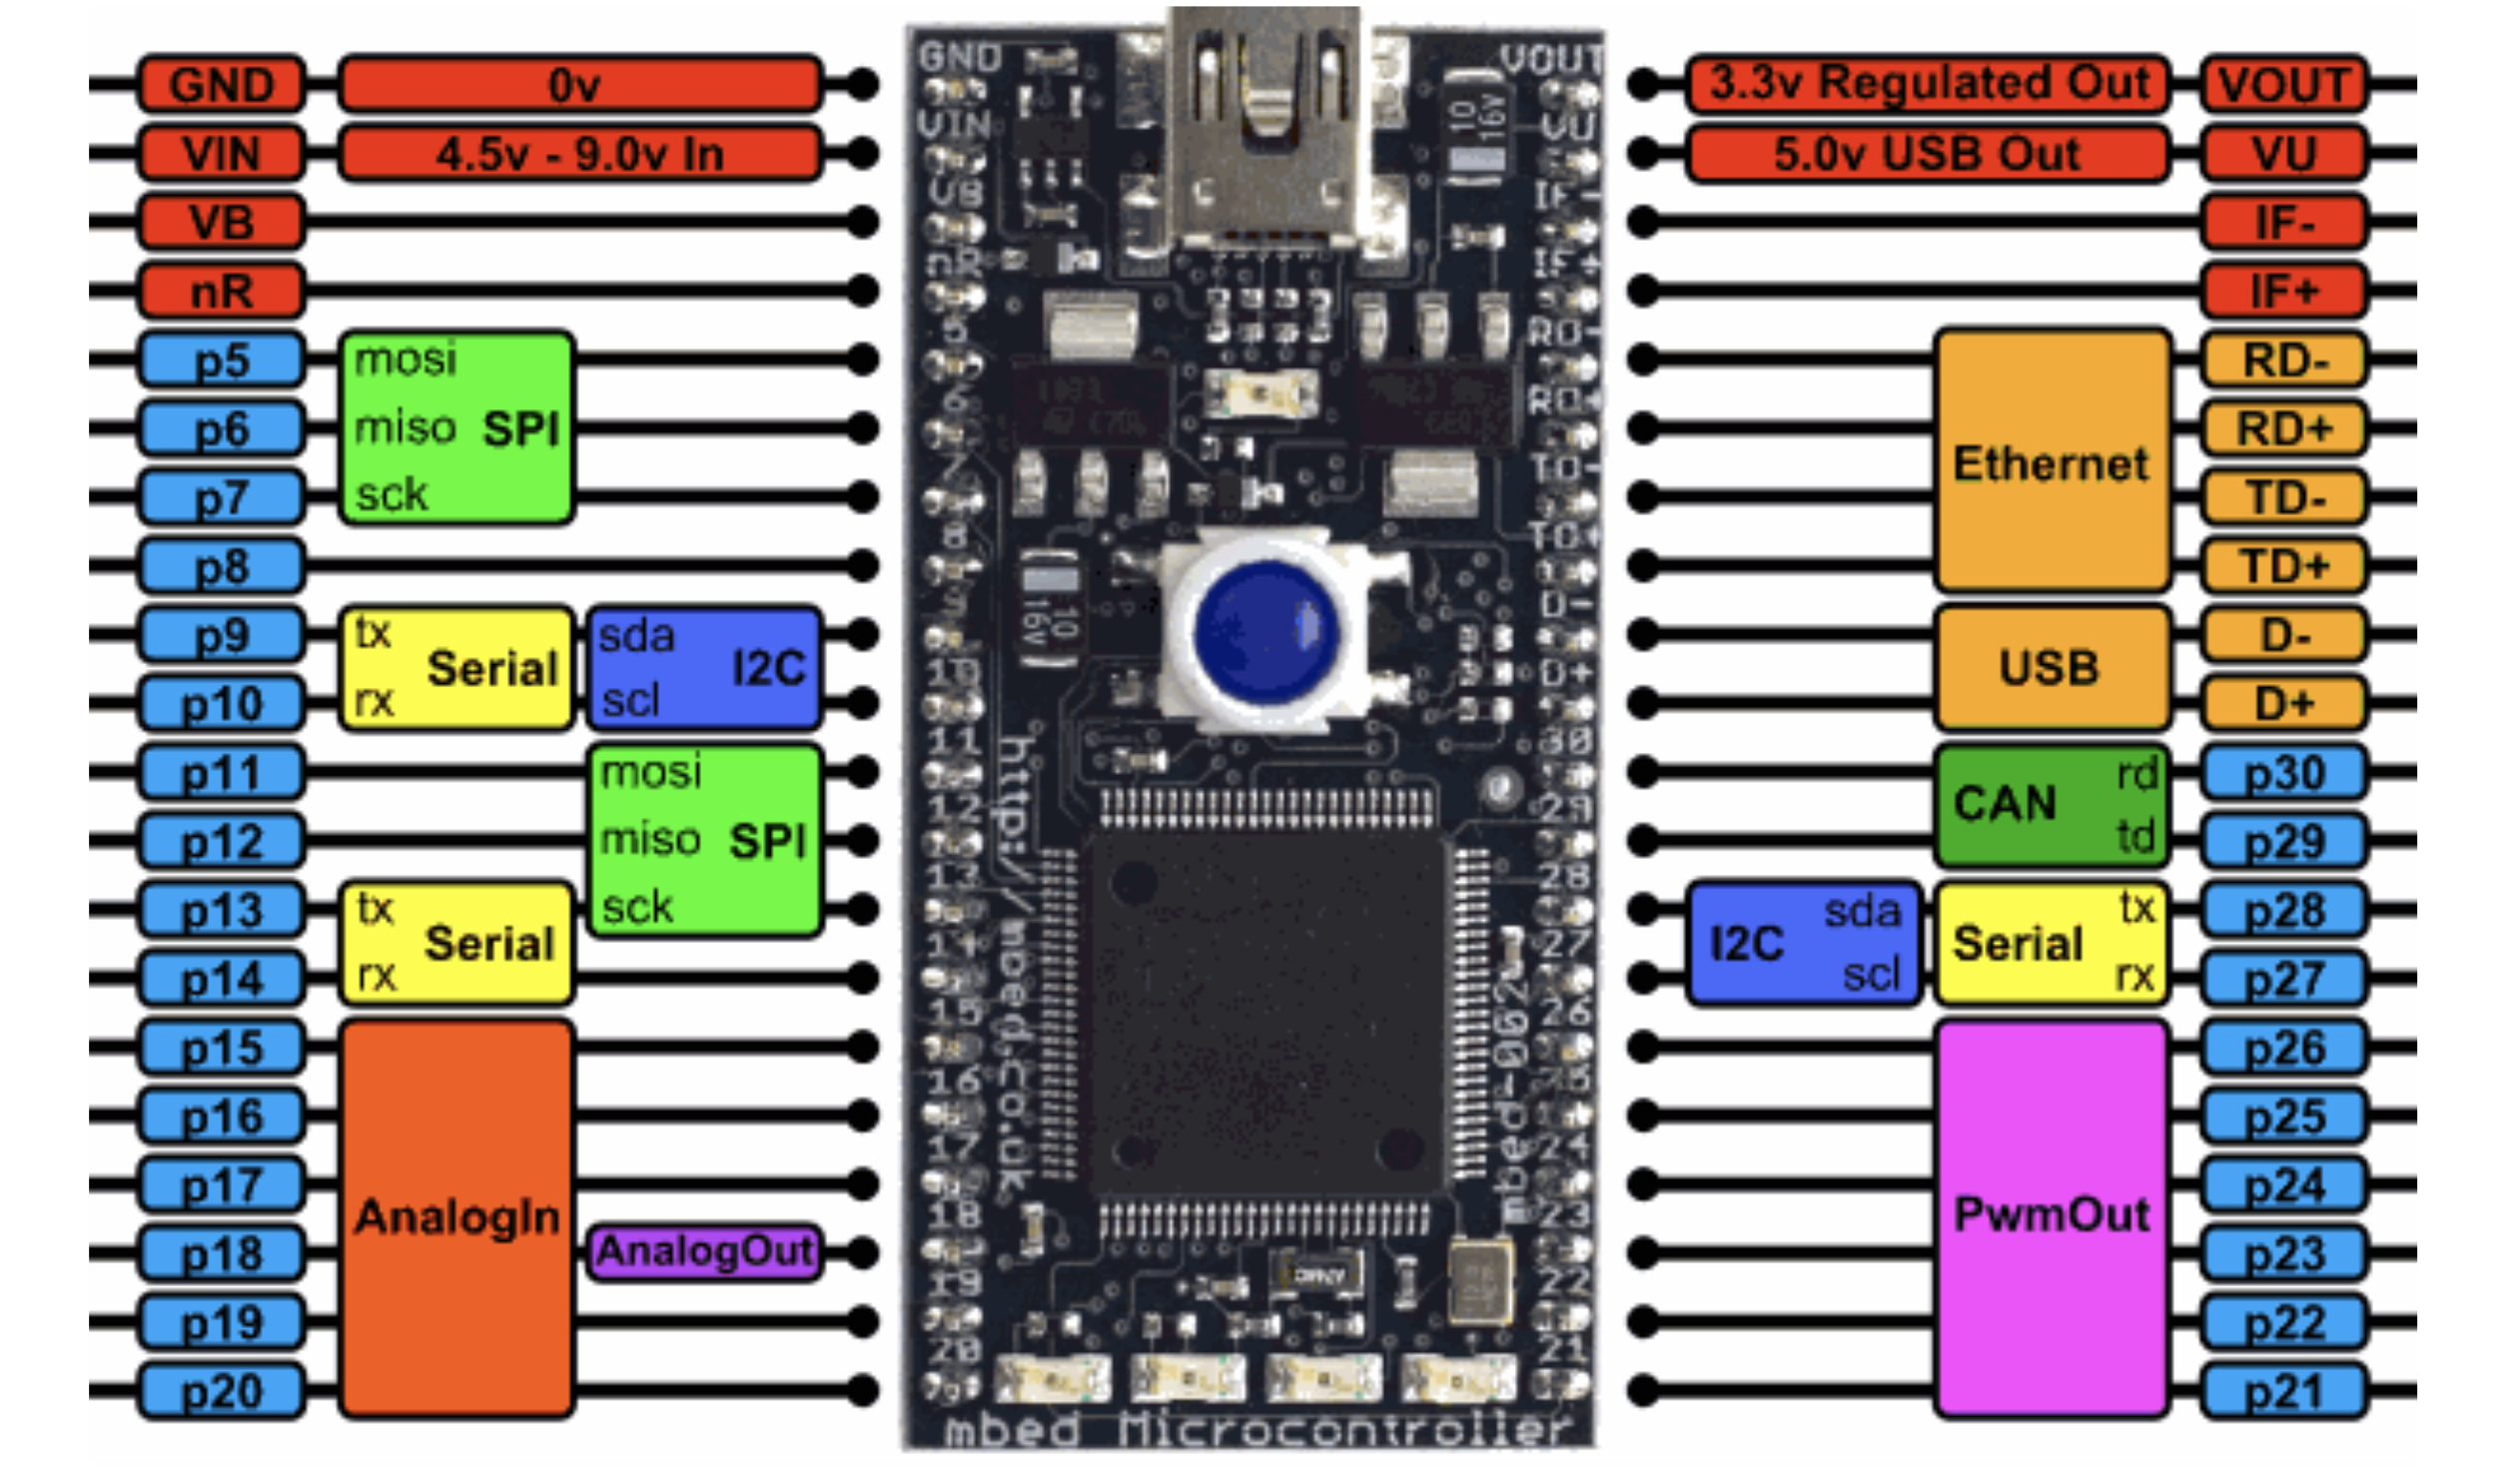 GND 0v
VIN 4.5v - 9.0v In
VB
nR
p5 mosi
p6 miso SPI
p7 sck
p8
p9 tx Serial sda I2C
p10 rx scl
p11 mosi
p12 miso SPI
p13 tx Serial sck
p14 rx
p15
p16
p17
AnalogIn
p18 AnalogOut
p19
p20
GND
VIN
VB
nR
5
6
7
8
9
10
11
12
13
14
15
16
17
18
19
20
10
16V
10
16V
http://mbed.co.uk
mbed-002
VOUT
VU
IF-
IF+
RD-
RD+
TD-
TD+
D-
D+
30
29
28
27
26
24
23
22
21
mbed Microcontroller
3.3v Regulated Out VOUT
5.0v USB Out VU
IF-
IF+
RD-
RD+
Ethernet
TD-
TD+
D-
USB
D+
CAN rd p30
td p29
I2C sda Serial tx p28
scl rx p27
p26
p25
p24
PwmOut
p23
p22
p21